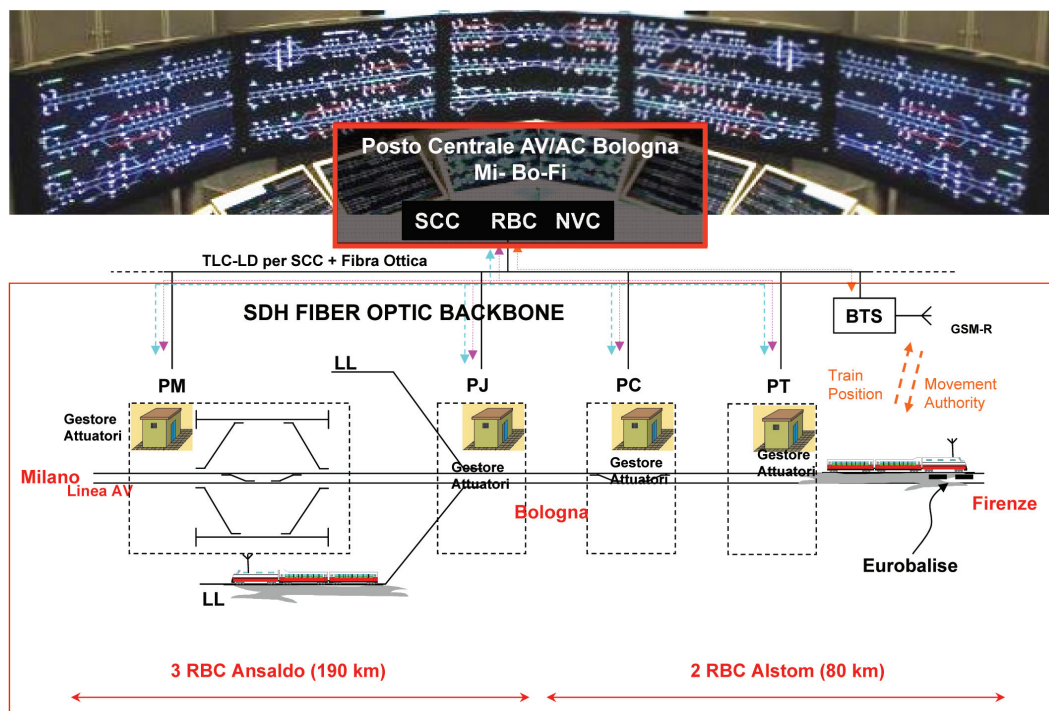 Posto Centrale AV/AC Bologna
Mi- Bo-Fi
SCC RBC NVC
TLC-LD per SCC + Fibra Ottica
SDH FIBER OPTIC BACKBONE
BTS
GSM-R
LL
PM
PJ
PC
PT
Train
Position
Movement
Authority
Gestore
Attuatori
Gestore
Attuatori
Gestore
Attuatori
Gestore
Attuatori
Milano
Linea AV
Bologna
Firenze
Eurobalise
LL
3 RBC Ansaldo (190 km)
2 RBC Alstom (80 km)